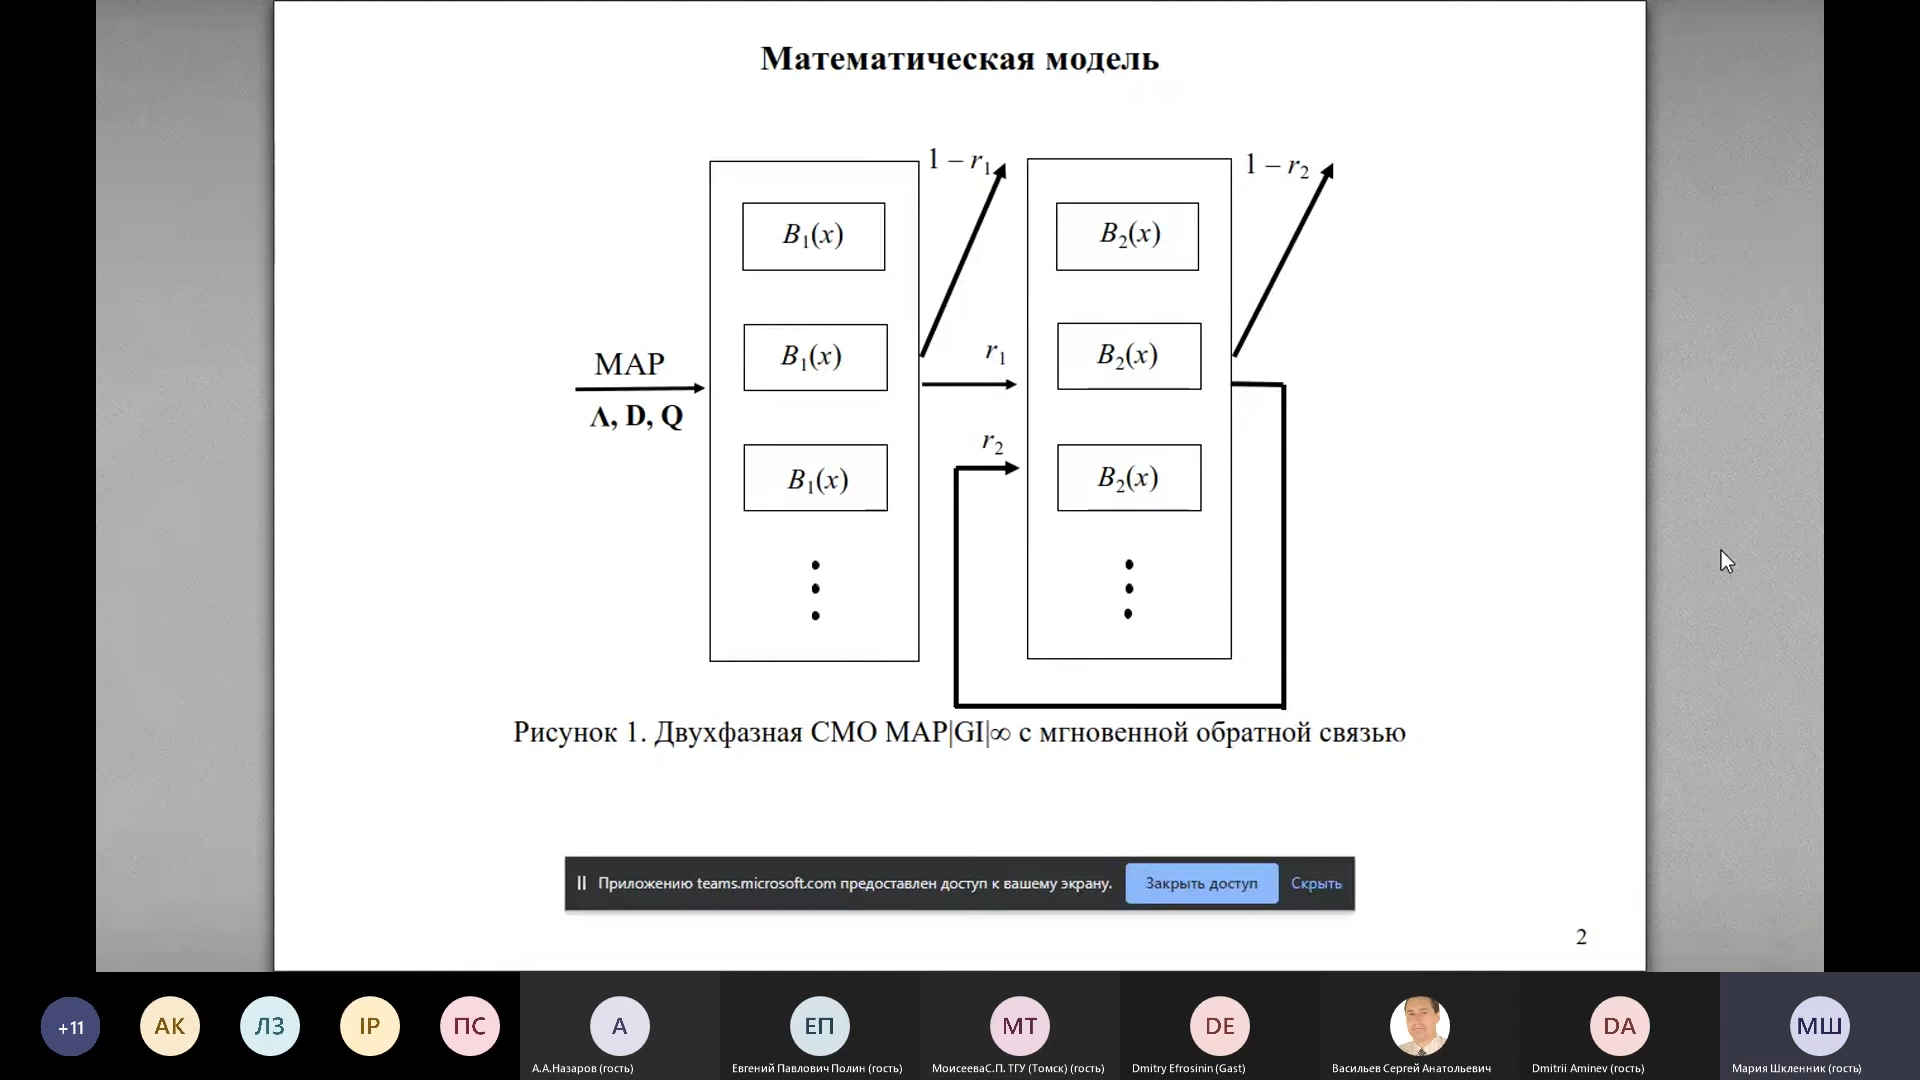 Математическая модель
1 – r₁
1 – r₂
B₁(x)
B₂(x)
MAP
Λ, D, Q
B₁(x)
r₁
B₂(x)
r₂
B₁(x)
B₂(x)
Рисунок 1. Двухфазная СМО MAP|GI|∞ с мгновенной обратной связью
Приложению teams.microsoft.com предоставлен доступ к вашему экрану.
Закрыть доступ
Скрыть
2
+11
АК
ЛЗ
IP
ПС
А
ЕП
МТ
DE
DA
МШ
А.А.Назаров (гость)
Евгений Павлович Полин (гость)
МоисееваС.П. ТГУ (Томск) (гость)
Dmitry Efrosinin (Gast)
Васильев Сергей Анатольевич
Dmitrii Aminev (гость)
Мария Шкленник (гость)